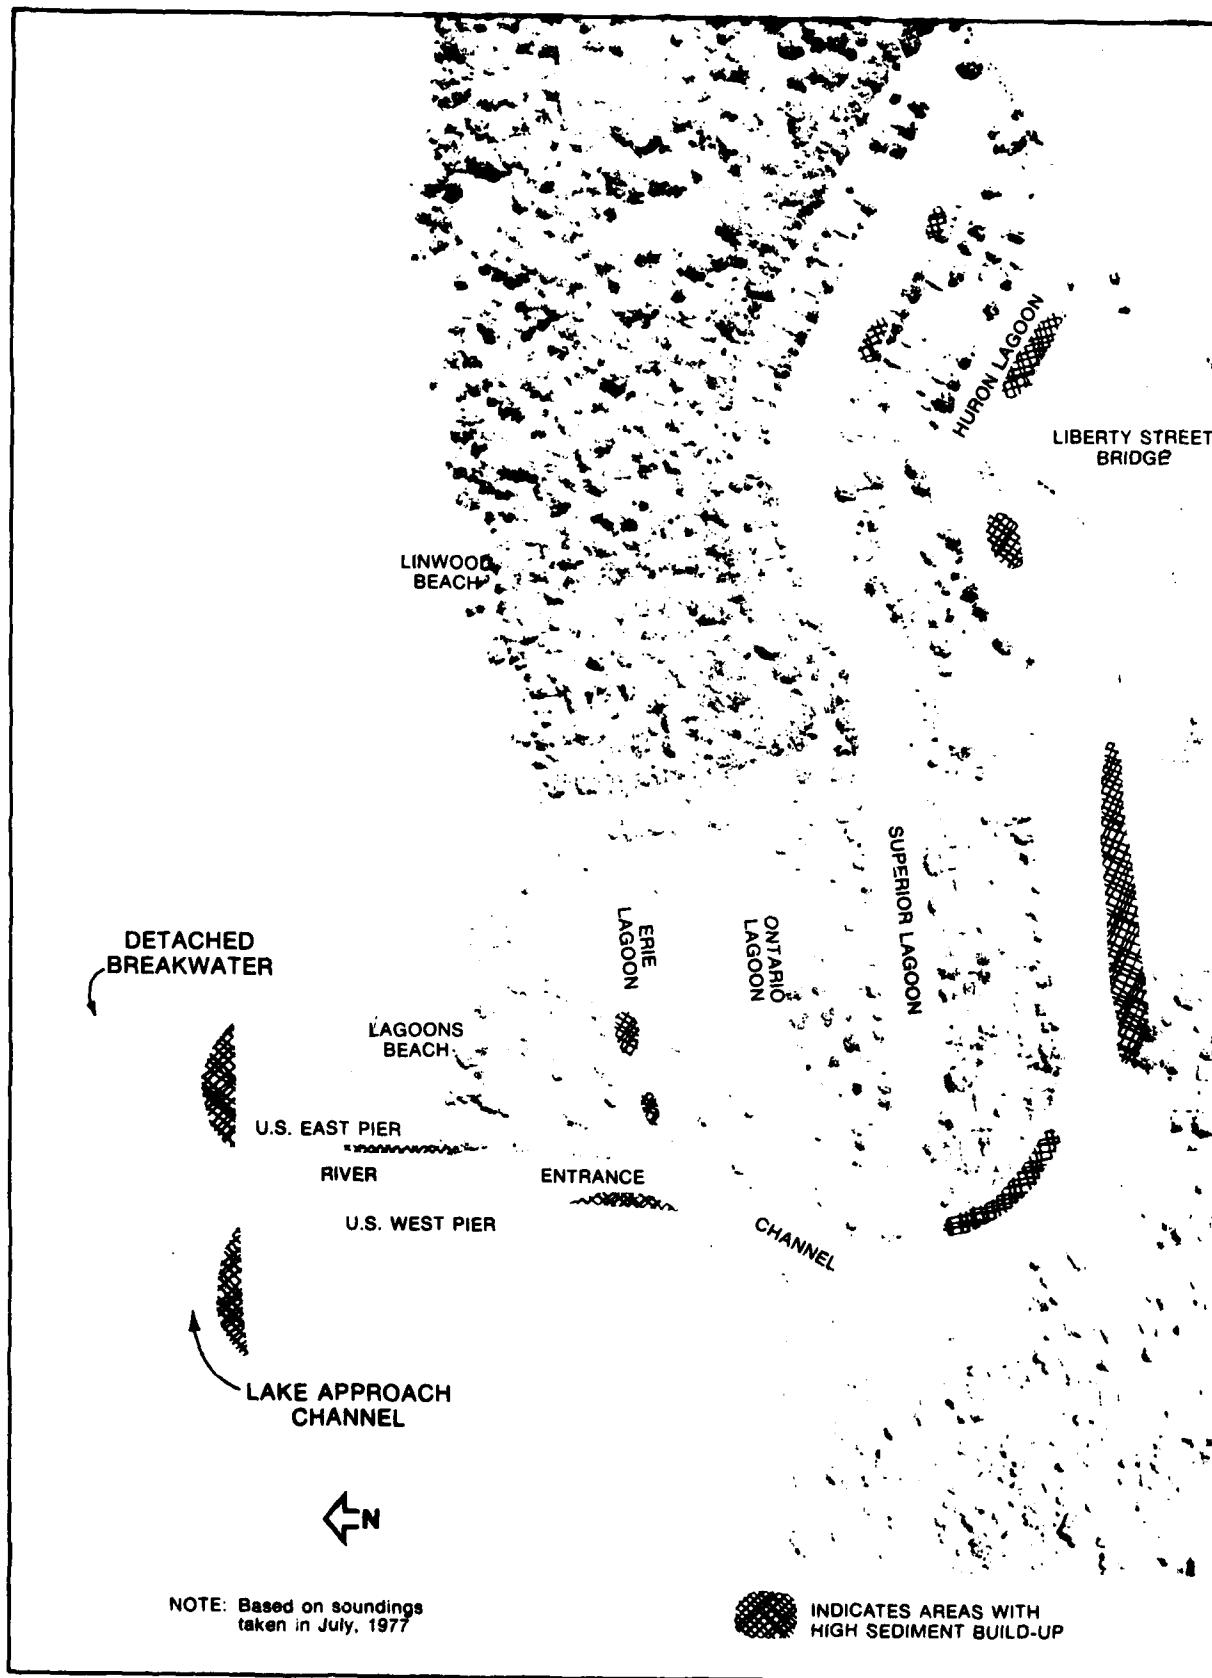 HURON LAGOON
LIBERTY STREET
BRIDGE
LINWOOD
BEACH
SUPERIOR LAGOON
ERIE
LAGOON
ONTARIO
LAGOON
DETACHED
BREAKWATER
LAGOONS
BEACH
U.S. EAST PIER
RIVER
ENTRANCE
U.S. WEST PIER
CHANNEL
LAKE APPROACH
CHANNEL
N
NOTE: Based on soundings
taken in July, 1977
INDICATES AREAS WITH
HIGH SEDIMENT BUILD-UP